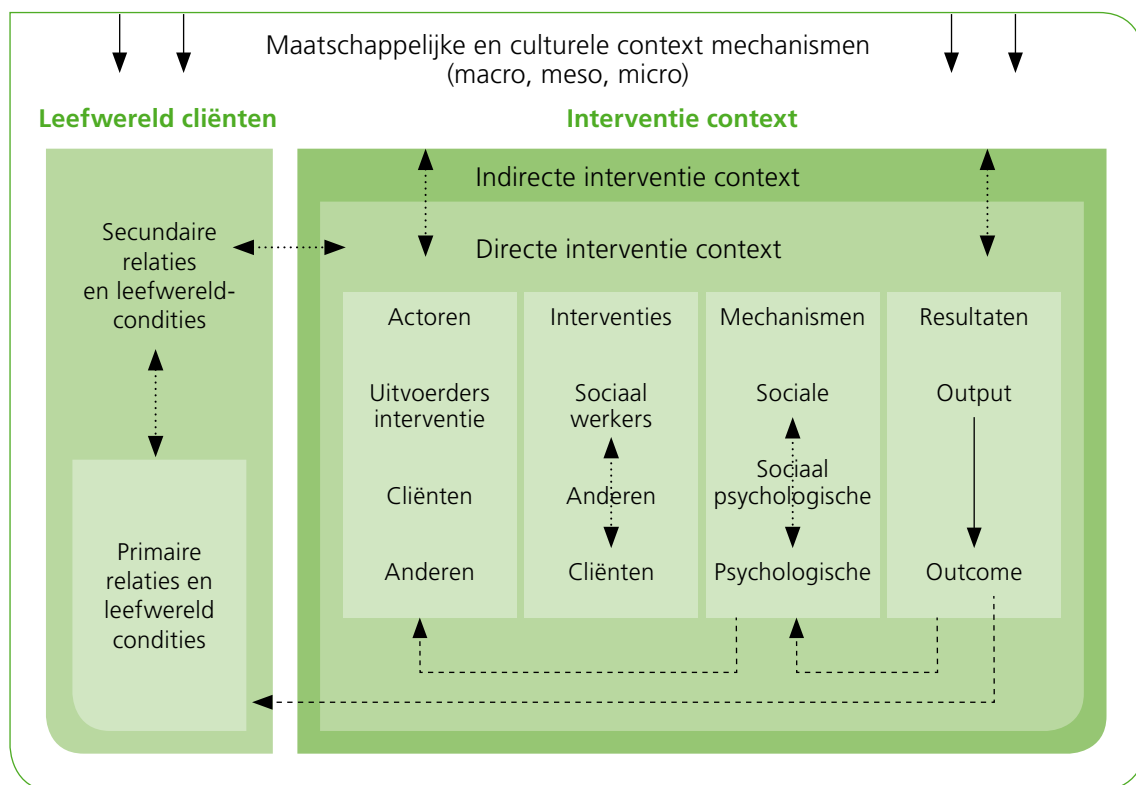 Maatschappelijke en culturele context mechanismen
(macro, meso, micro)
Leefwereld cliënten
Secundaire
relaties
en leefwereld-
condities
Primaire
relaties en
leefwereld
condities
Interventie context
Indirecte interventie context
Directe interventie context
Actoren
Uitvoerders
interventie
Cliënten
Anderen
Interventies
Sociaal
werkers
Anderen
Cliënten
Mechanismen
Sociale
Sociaal
psychologische
Psychologische
Resultaten
Output
Outcome